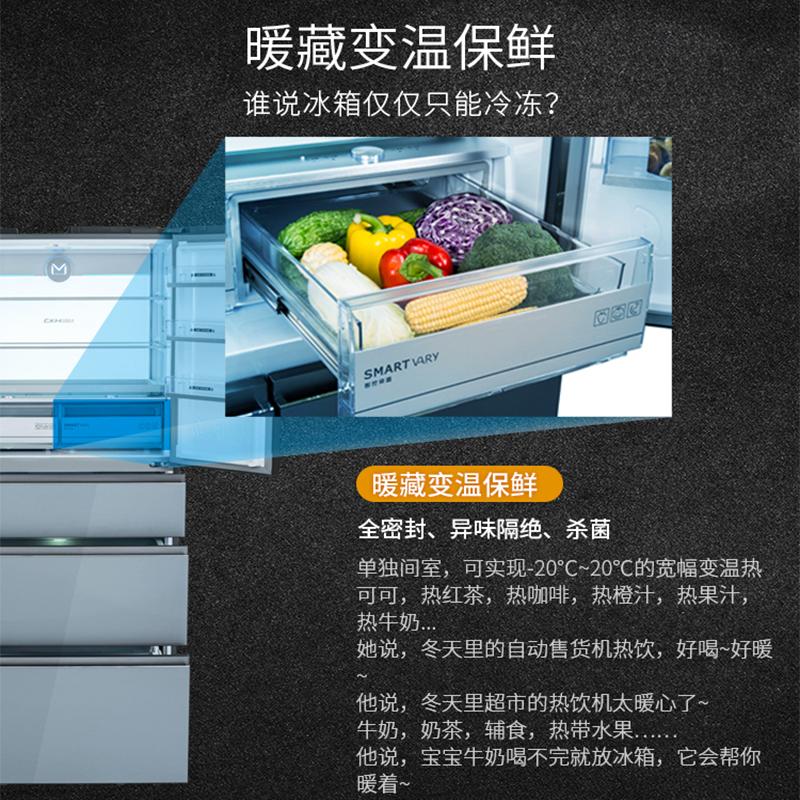 暖藏变温保鲜
谁说冰箱仅仅只能冷冻?
SMART VARY
SMART VARY
暖藏变温保鲜
全密封、异味隔绝、杀菌
单独间室，可实现-20°C~20℃的宽幅变温热
可可，热红茶，热咖啡，热橙汁，热果汁，
热牛奶...
她说，冬天里的自动售货机热饮，好喝~好暖
~
他说，冬天里超市的热饮机太暖心了~
牛奶，奶茶，辅食，热带水果……
他说，宝宝牛奶喝不完就放冰箱，它会帮你
暖着~